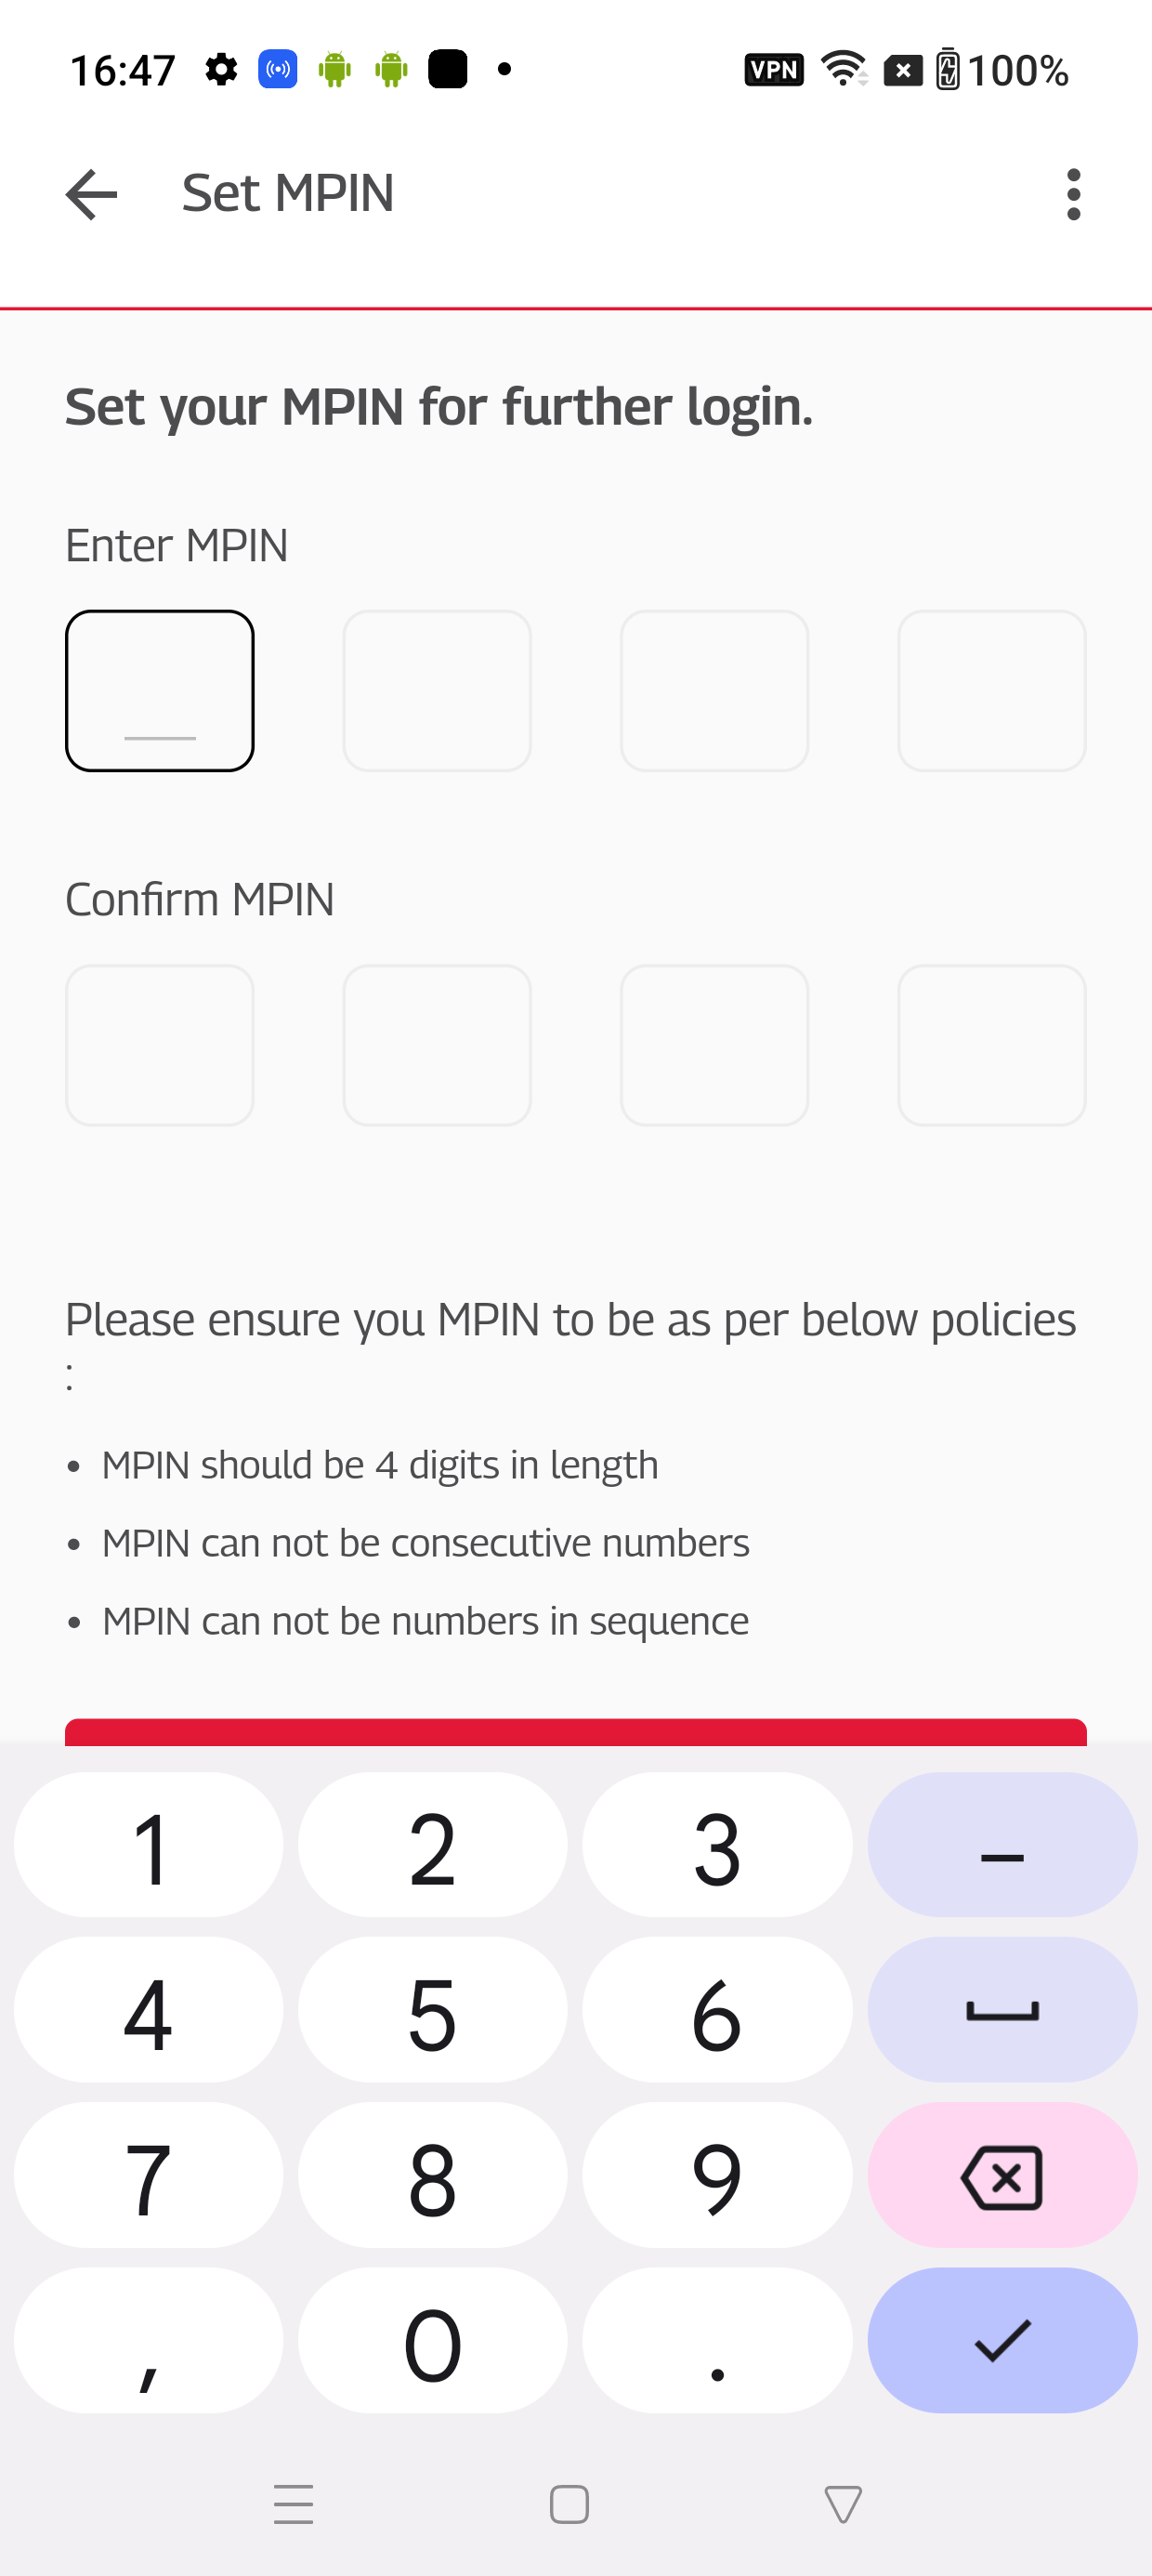 16:47 VPN 100%
Set MPIN
Set your MPIN for further login.
Enter MPIN
Confirm MPIN
Please ensure you MPIN to be as per below policies
:
• MPIN should be 4 digits in length
• MPIN can not be consecutive numbers
• MPIN can not be numbers in sequence
1 2 3 –
4 5 6
7 8 9
, 0 .